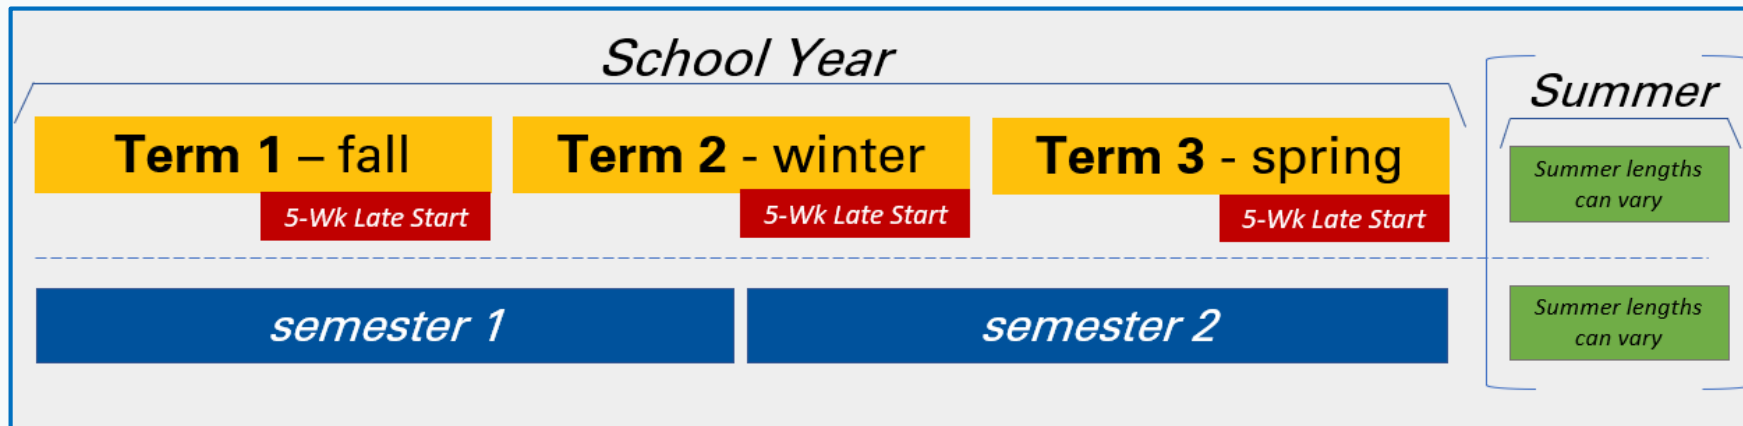 School Year
Summer
Term 1 – fall
Term 2 - winter
Term 3 - spring
Summer lengths
can vary
5-Wk Late Start
5-Wk Late Start
5-Wk Late Start
semester 1
semester 2
Summer lengths
can vary